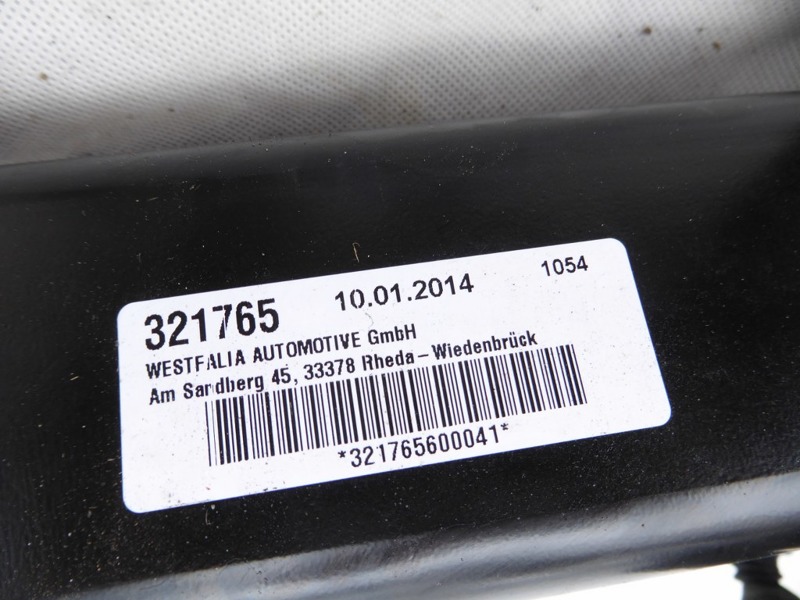 321765 10.01.2014 1054
WESTFALIA AUTOMOTIVE GmbH
Am Sandberg 45, 33378 Rheda-Wiedenbrück
*321765600041*